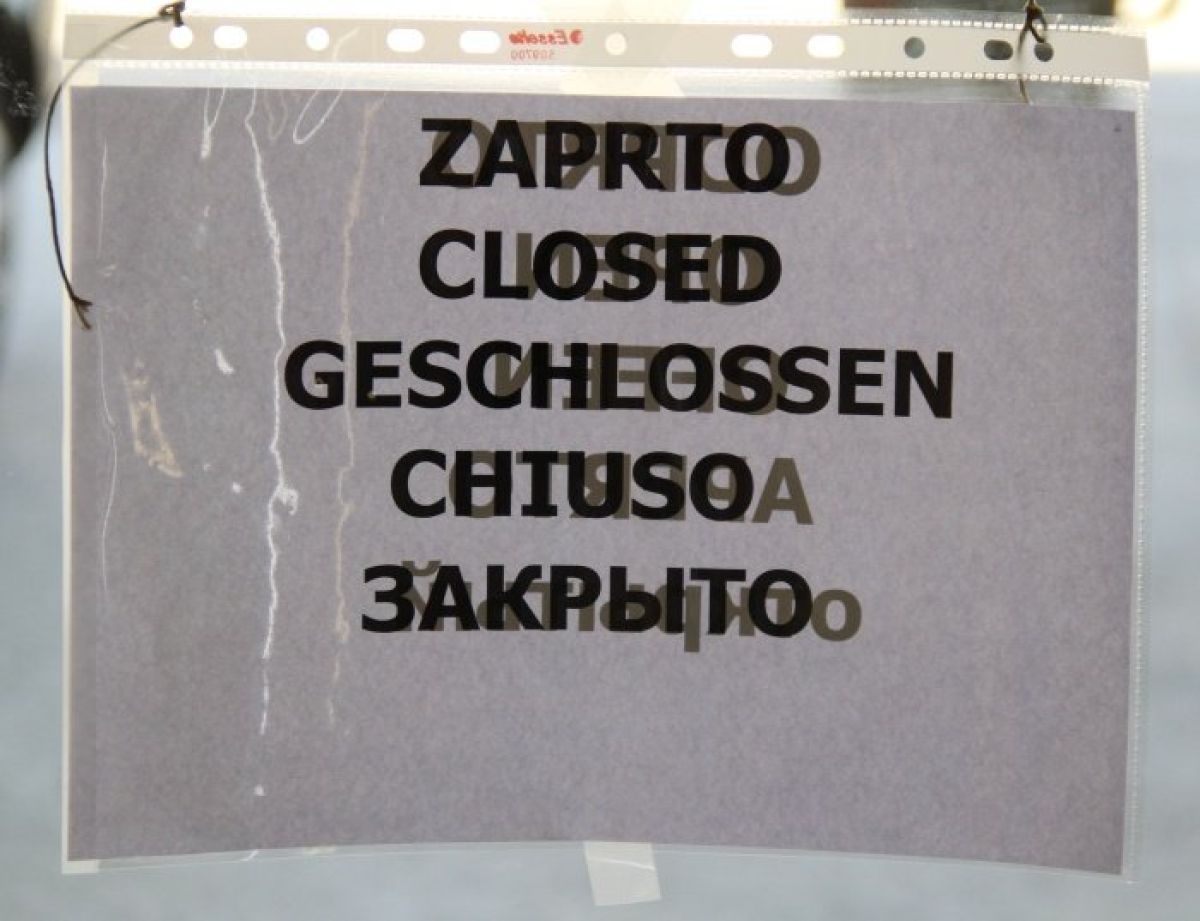 Esselte
ZAPRTO
CLOSED
GESCHLOSSEN
CHIUSO
ЗАКРЫТО